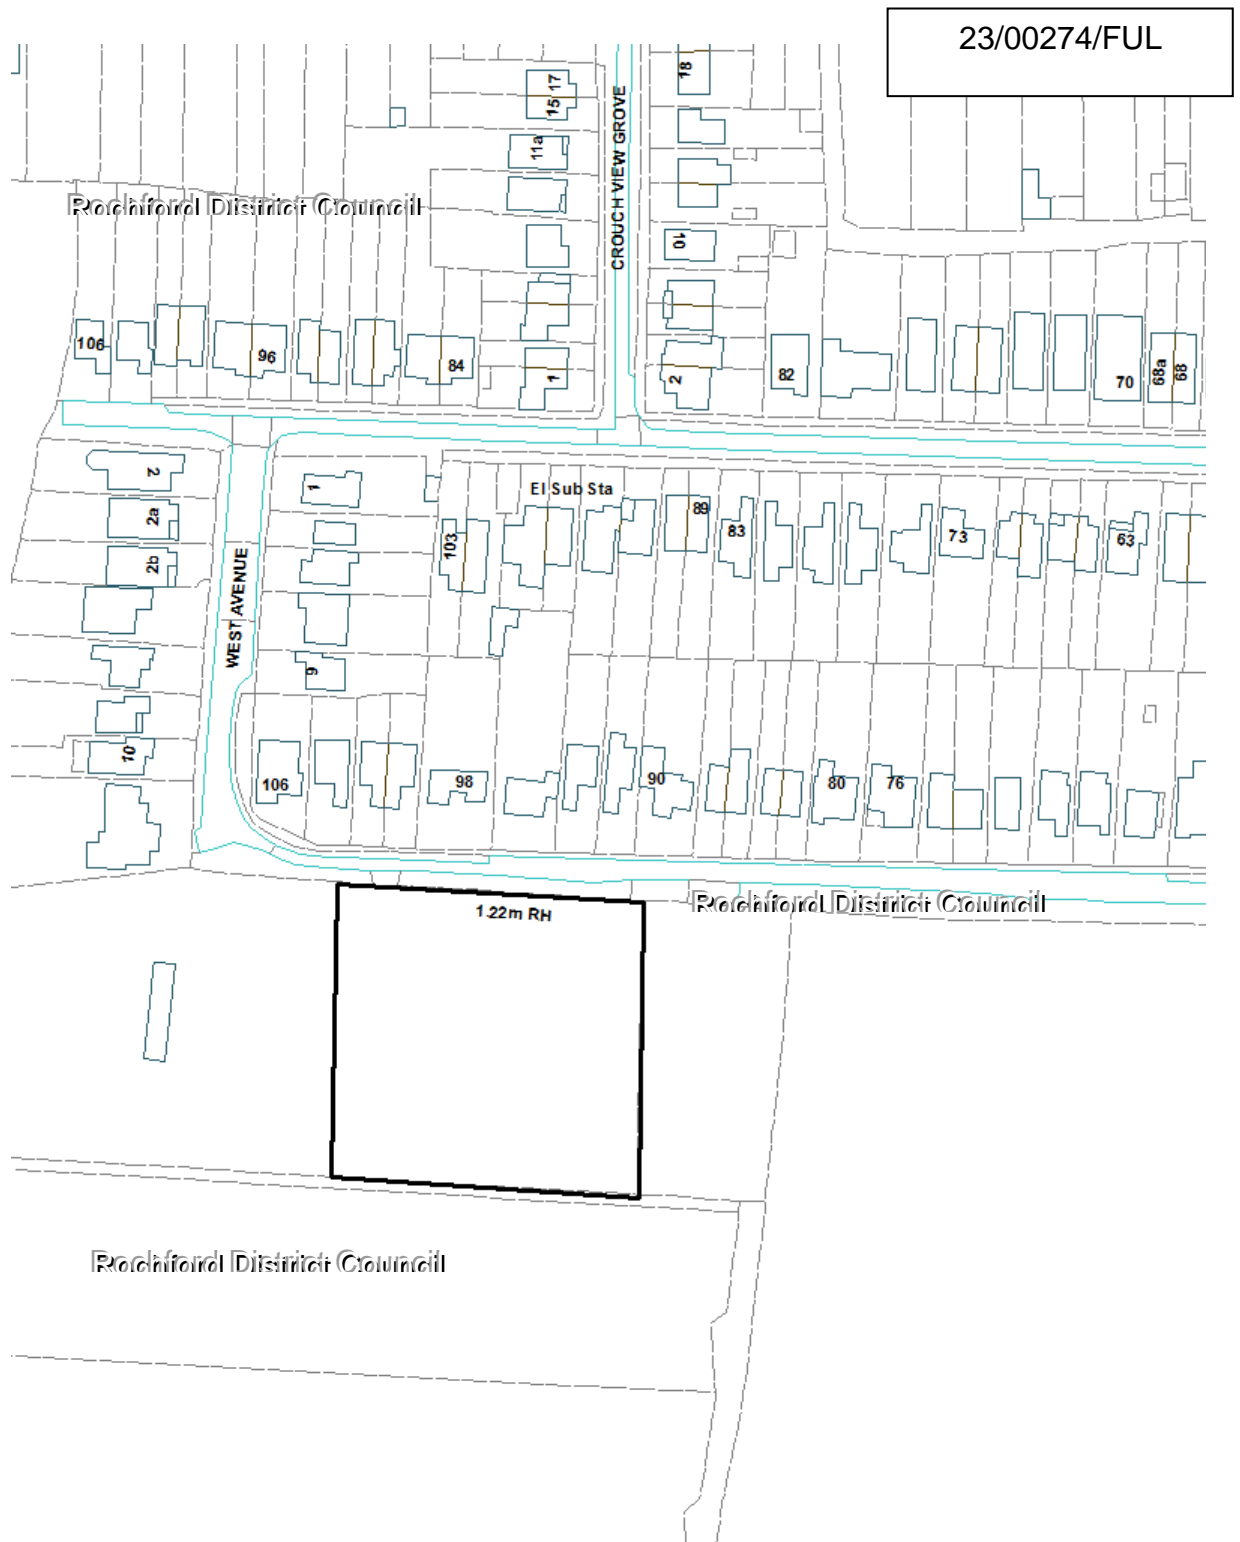 23/00274/FUL
18
15 17
11a
CROUCH VIEW GROVE
Rochford District Council
10
106
96
84
1
2
82
70
68a
68
2
2a
2b
WEST AVENUE
1
El Sub Sta
103
89
83
73
63
9
10
106
98
90
80
76
1.22m RH
Rochford District Council
Rochford District Council